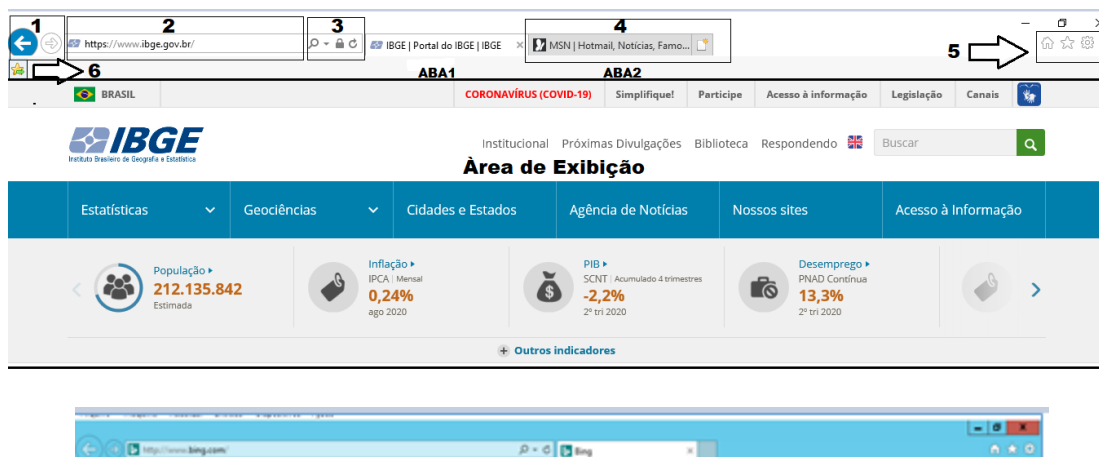 1 2 3 4
https://www.ibge.gov.br/ IBGE | Portal do IBGE | IBGE × MSN | Hotmail, Notícias, Famo...
5
6 ABA1 ABA2
BRASIL CORONAVÍRUS (COVID-19) Simplifique! Participe Acesso à informação Legislação Canais
IBGE
Instituto Brasileiro de Geografia e Estatística
Institucional Próximas Divulgações Biblioteca Respondendo Buscar
Àrea de Exibição
Estatísticas Geociências Cidades e Estados Agência de Notícias Nossos sites Acesso à Informação
População
212.135.842
Estimada
Inflação
IPCA | Mensal
0,24%
ago 2020
PIB
SCNT | Acumulado 4 trimestres
-2,2%
2º tri 2020
Desemprego
PNAD Contínua
13,3%
2º tri 2020
+ Outros indicadores
http://www.bing.com/ Bing ×